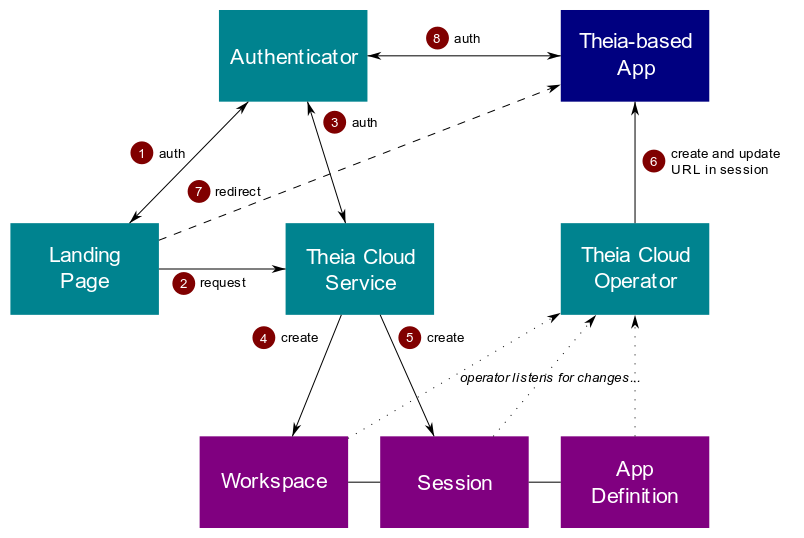 Authenticator
8 auth
Theia-based
App
1 auth
3 auth
6 create and update
URL in session
7 redirect
Landing
Page
2 request
Theia Cloud
Service
Theia Cloud
Operator
4 create
5 create
operator listens for changes...
Workspace
Session
App
Definition